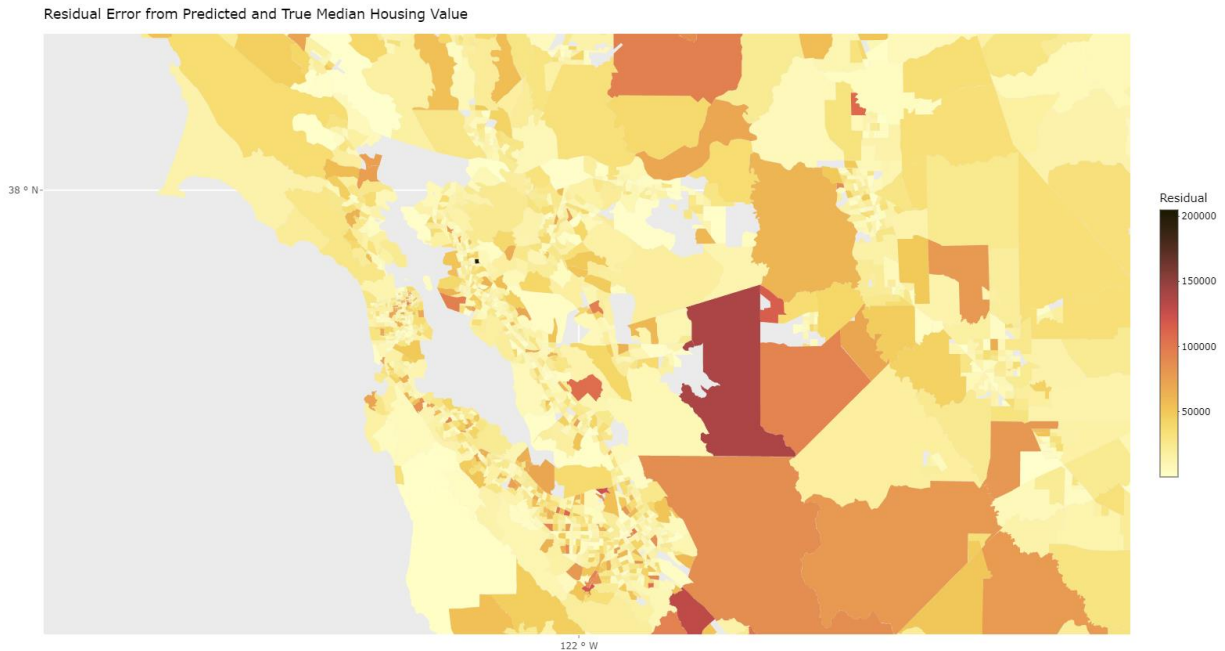 Residual Error from Predicted and True Median Housing Value
38 ° N
Residual
200000
150000
100000
50000
122 ° W